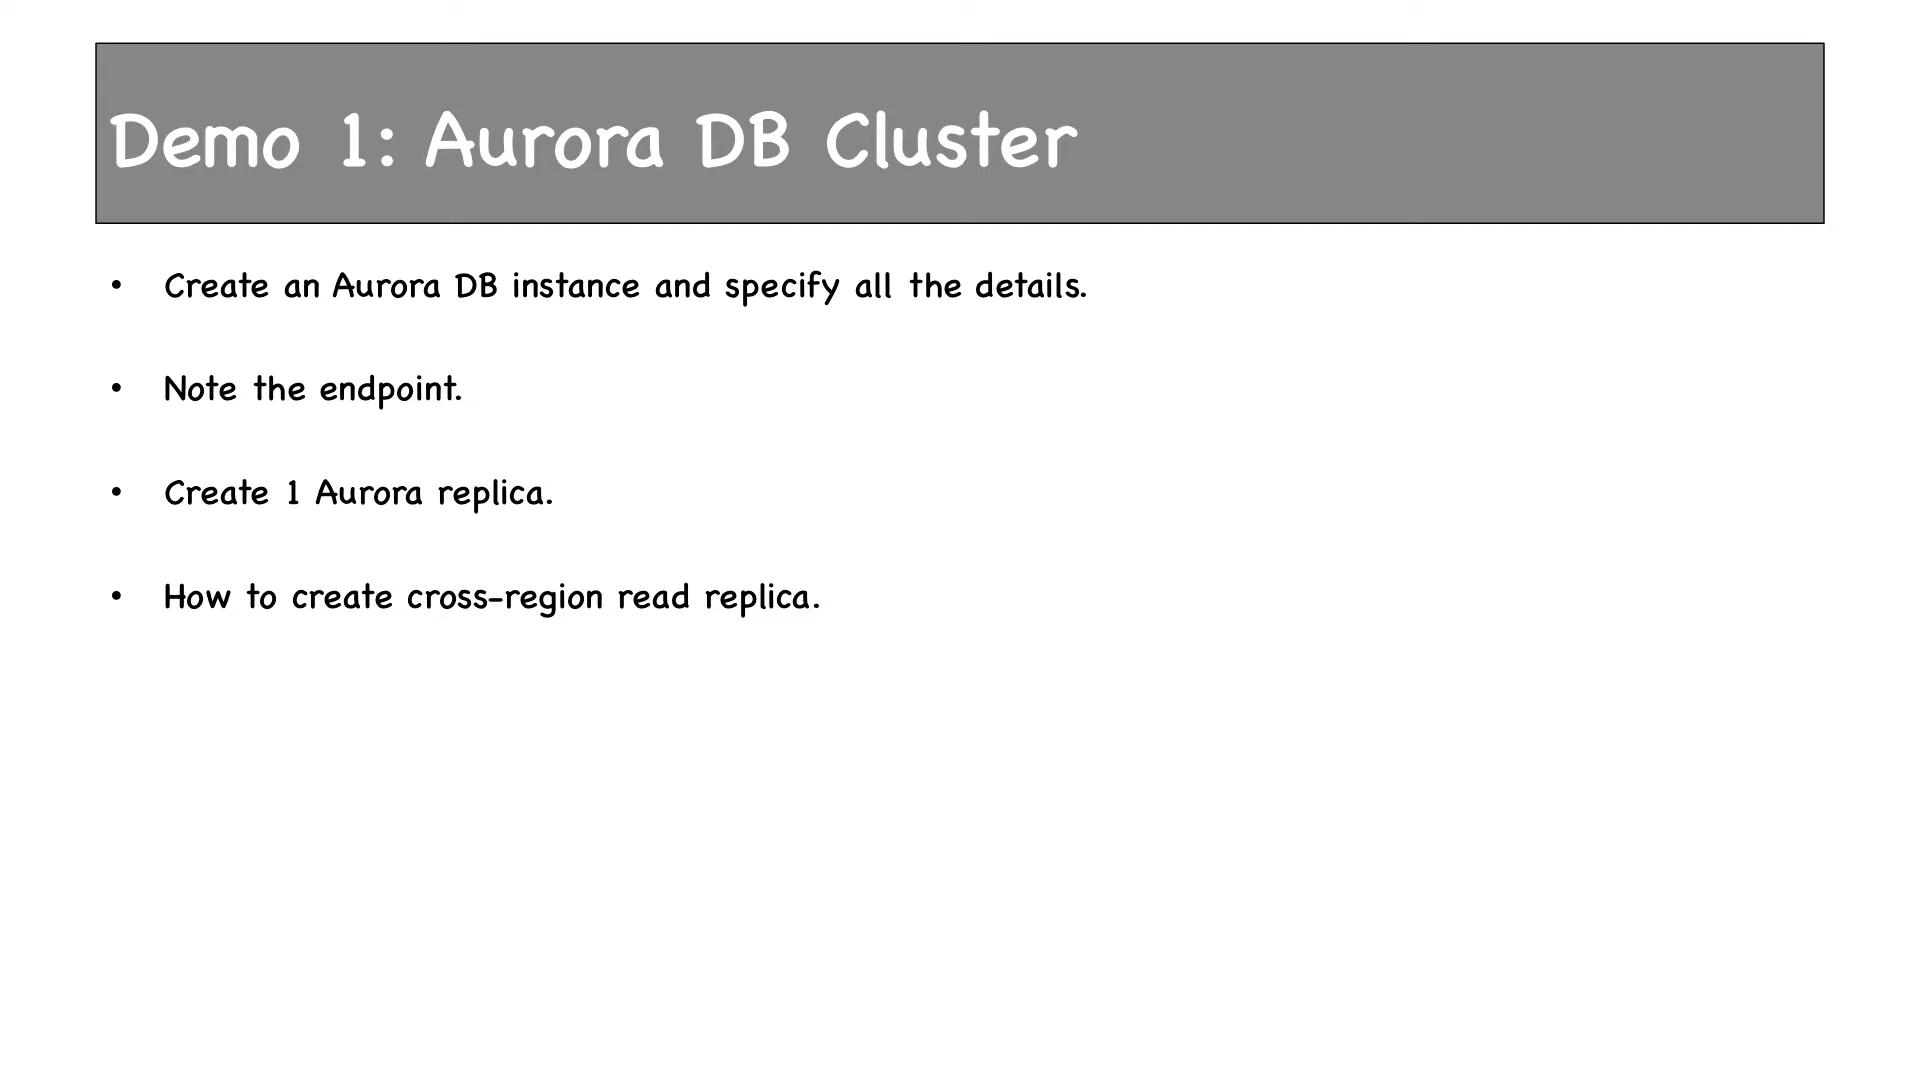 Demo 1: Aurora DB Cluster
• Create an Aurora DB instance and specify all the details.
• Note the endpoint.
• Create 1 Aurora replica.
• How to create cross-region read replica.